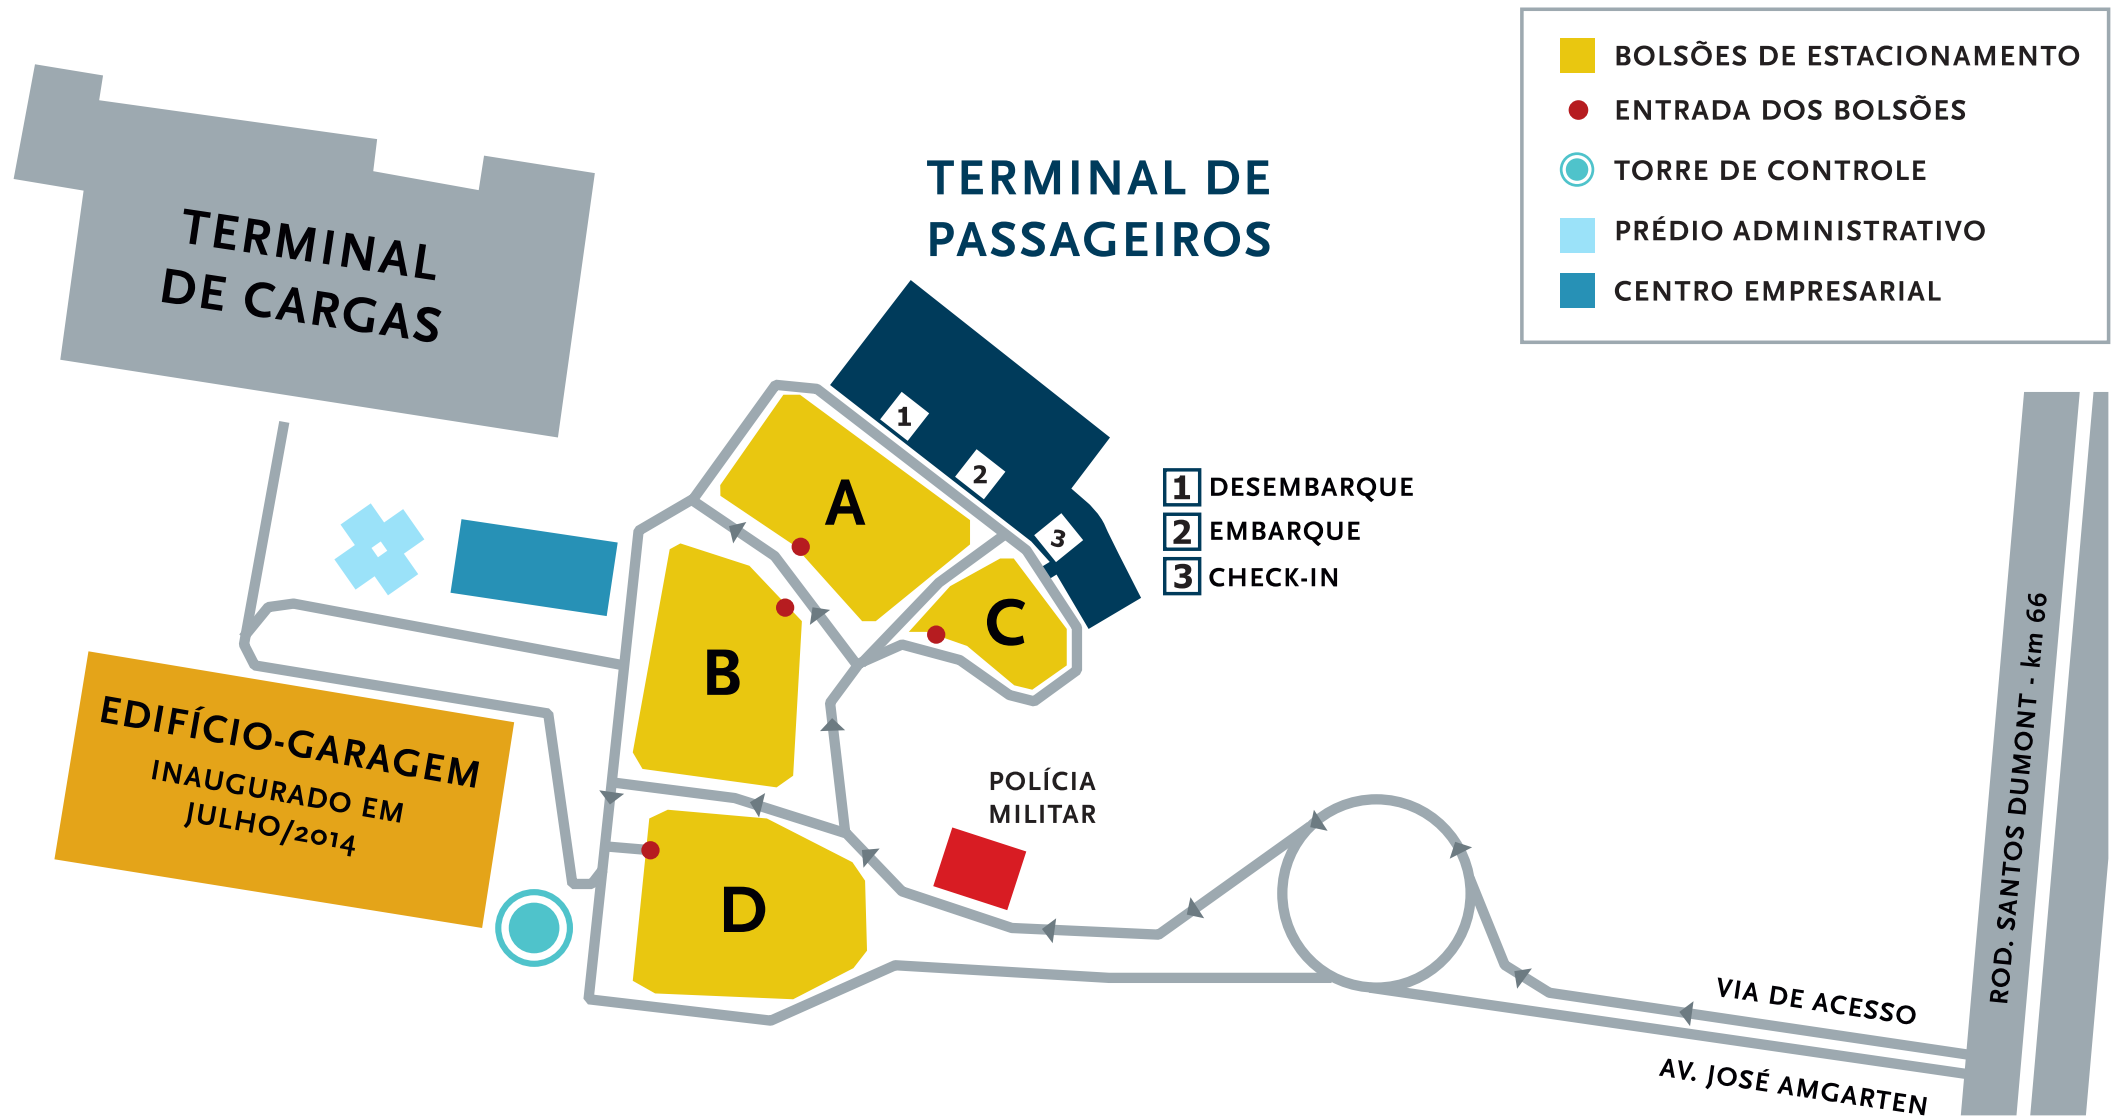 BOLSÕES DE ESTACIONAMENTO
ENTRADA DOS BOLSÕES
TORRE DE CONTROLE
PRÉDIO ADMINISTRATIVO
CENTRO EMPRESARIAL
TERMINAL DE
PASSAGEIROS
TERMINAL
DE CARGAS
1
2
3
1 DESEMBARQUE
2 EMBARQUE
3 CHECK-IN
A
B
C
D
EDIFÍCIO-GARAGEM
INAUGURADO EM
JULHO/2014
POLÍCIA
MILITAR
ROD. SANTOS DUMONT - km 66
VIA DE ACESSO
AV. JOSÉ AMGARTEN